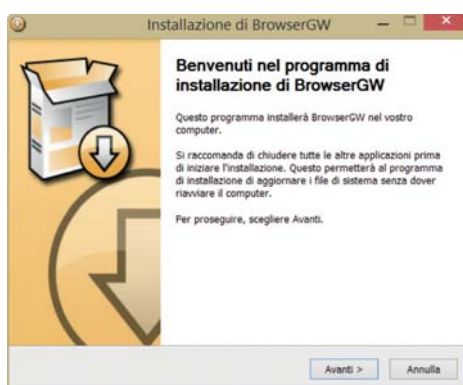 Installazione di BrowserGW
Benvenuti nel programma di
installazione di BrowserGW
Questo programma installerà BrowserGW nel vostro
computer.
Si raccomanda di chiudere tutte le altre applicazioni prima
di iniziare l'installazione. Questo permetterà al programma
di installazione di aggiornare i file di sistema senza dover
riavviare il computer.
Per proseguire, scegliere Avanti.
Avanti >
Annulla